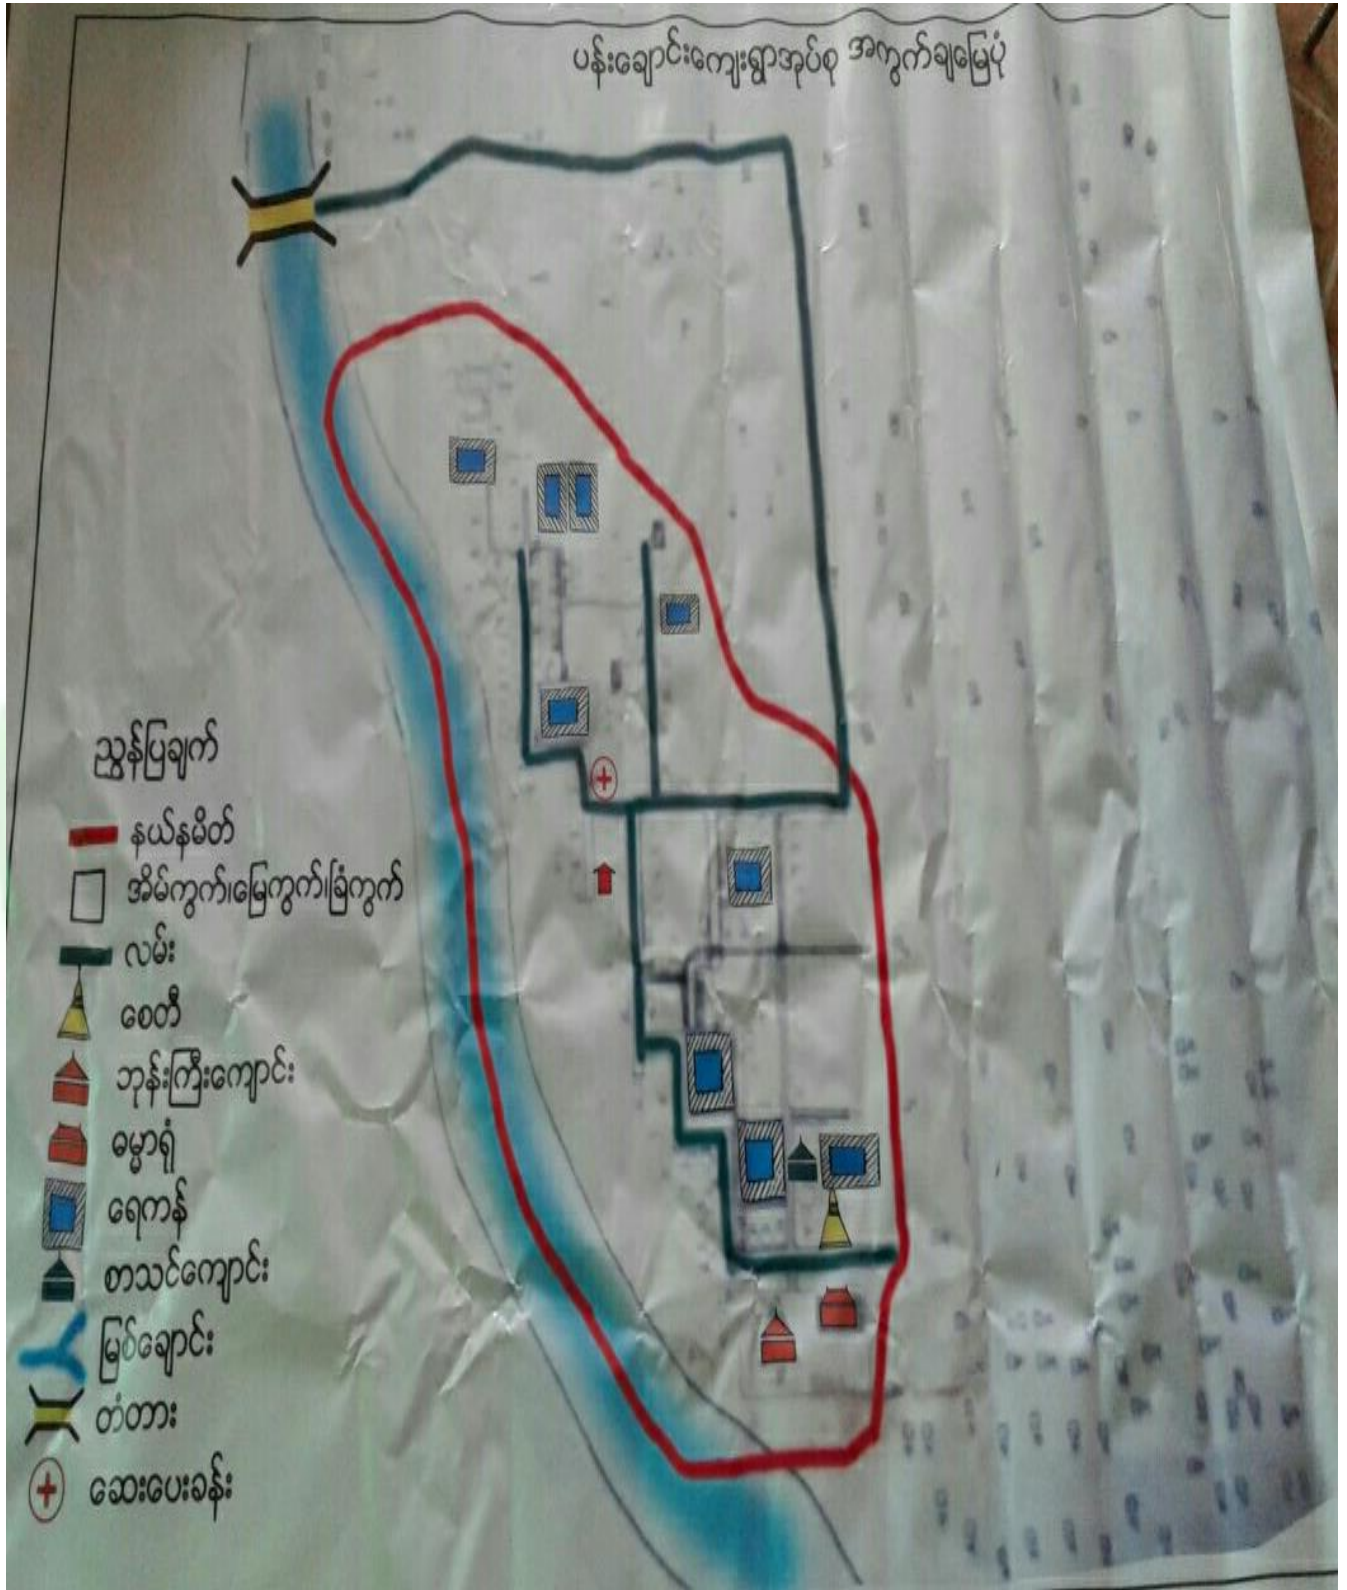 ပန်းချောင်းကျေးရွာအုပ်စု အကွက်ချမြေပုံ
ညွှန်ပြချက်
နယ်နမိတ်
အိမ်ကွက်၊မြေကွက်၊ခြံကွက်
လမ်း
စေတီ
ဘုန်းကြီးကျောင်း
ဓမ္မာရုံ
ရေကန်
စာသင်ကျောင်း
မြစ်ချောင်း
တံတား
ဆေးပေးခန်း